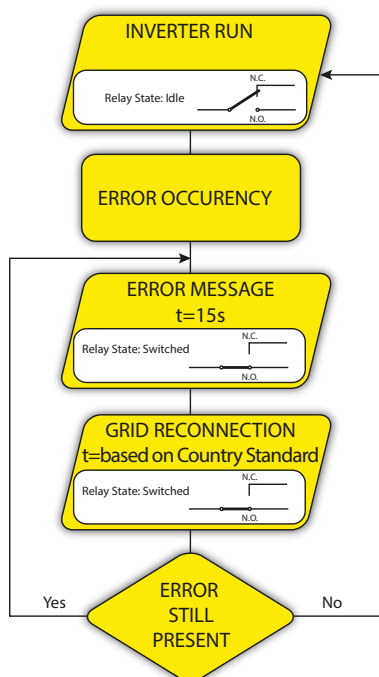 INVERTER RUN
N.C.
Relay State: Idle
N.O.
ERROR OCCURENCY
ERROR MESSAGE
t=15s
N.C.
Relay State: Switched
N.O.
GRID RECONNECTION
t=based on Country Standard
N.C.
Relay State: Switched
N.O.
Yes
ERROR
No
STILL
PRESENT